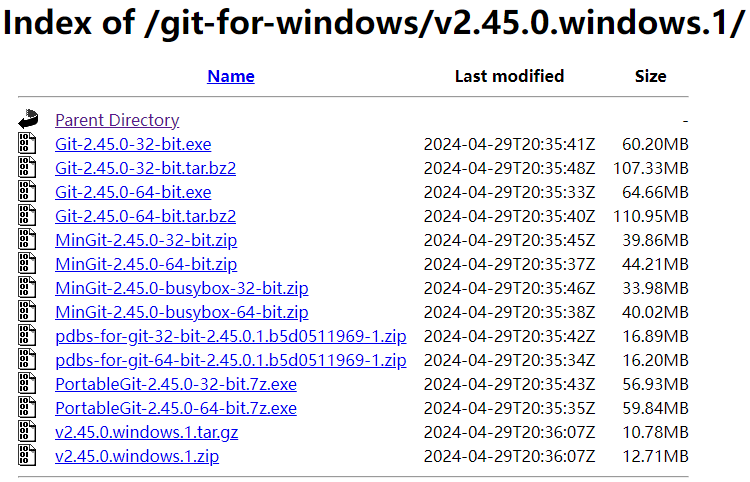 Index of /git-for-windows/v2.45.0.windows.1/
Name Last modified Size
Parent Directory -
Git-2.45.0-32-bit.exe 2024-04-29T20:35:41Z 60.20MB
Git-2.45.0-32-bit.tar.bz2 2024-04-29T20:35:48Z 107.33MB
Git-2.45.0-64-bit.exe 2024-04-29T20:35:33Z 64.66MB
Git-2.45.0-64-bit.tar.bz2 2024-04-29T20:35:40Z 110.95MB
MinGit-2.45.0-32-bit.zip 2024-04-29T20:35:45Z 39.86MB
MinGit-2.45.0-64-bit.zip 2024-04-29T20:35:37Z 44.21MB
MinGit-2.45.0-busybox-32-bit.zip 2024-04-29T20:35:46Z 33.98MB
MinGit-2.45.0-busybox-64-bit.zip 2024-04-29T20:35:38Z 40.02MB
pdbs-for-git-32-bit-2.45.0.1.b5d0511969-1.zip 2024-04-29T20:35:42Z 16.89MB
pdbs-for-git-64-bit-2.45.0.1.b5d0511969-1.zip 2024-04-29T20:35:34Z 16.20MB
PortableGit-2.45.0-32-bit.7z.exe 2024-04-29T20:35:43Z 56.93MB
PortableGit-2.45.0-64-bit.7z.exe 2024-04-29T20:35:35Z 59.84MB
v2.45.0.windows.1.tar.gz 2024-04-29T20:36:07Z 10.78MB
v2.45.0.windows.1.zip 2024-04-29T20:36:07Z 12.71MB